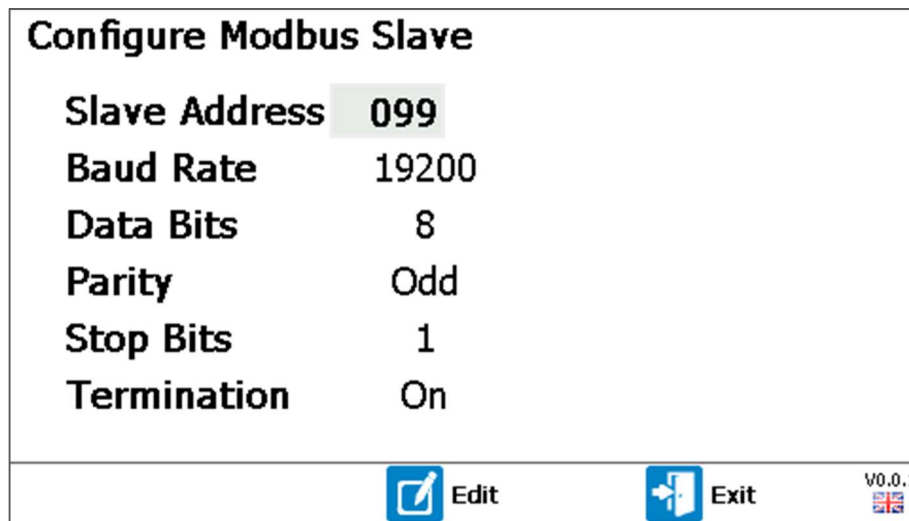 Configure Modbus Slave
Slave Address 099
Baud Rate 19200
Data Bits 8
Parity Odd
Stop Bits 1
Termination On
Edit Exit V0.0.